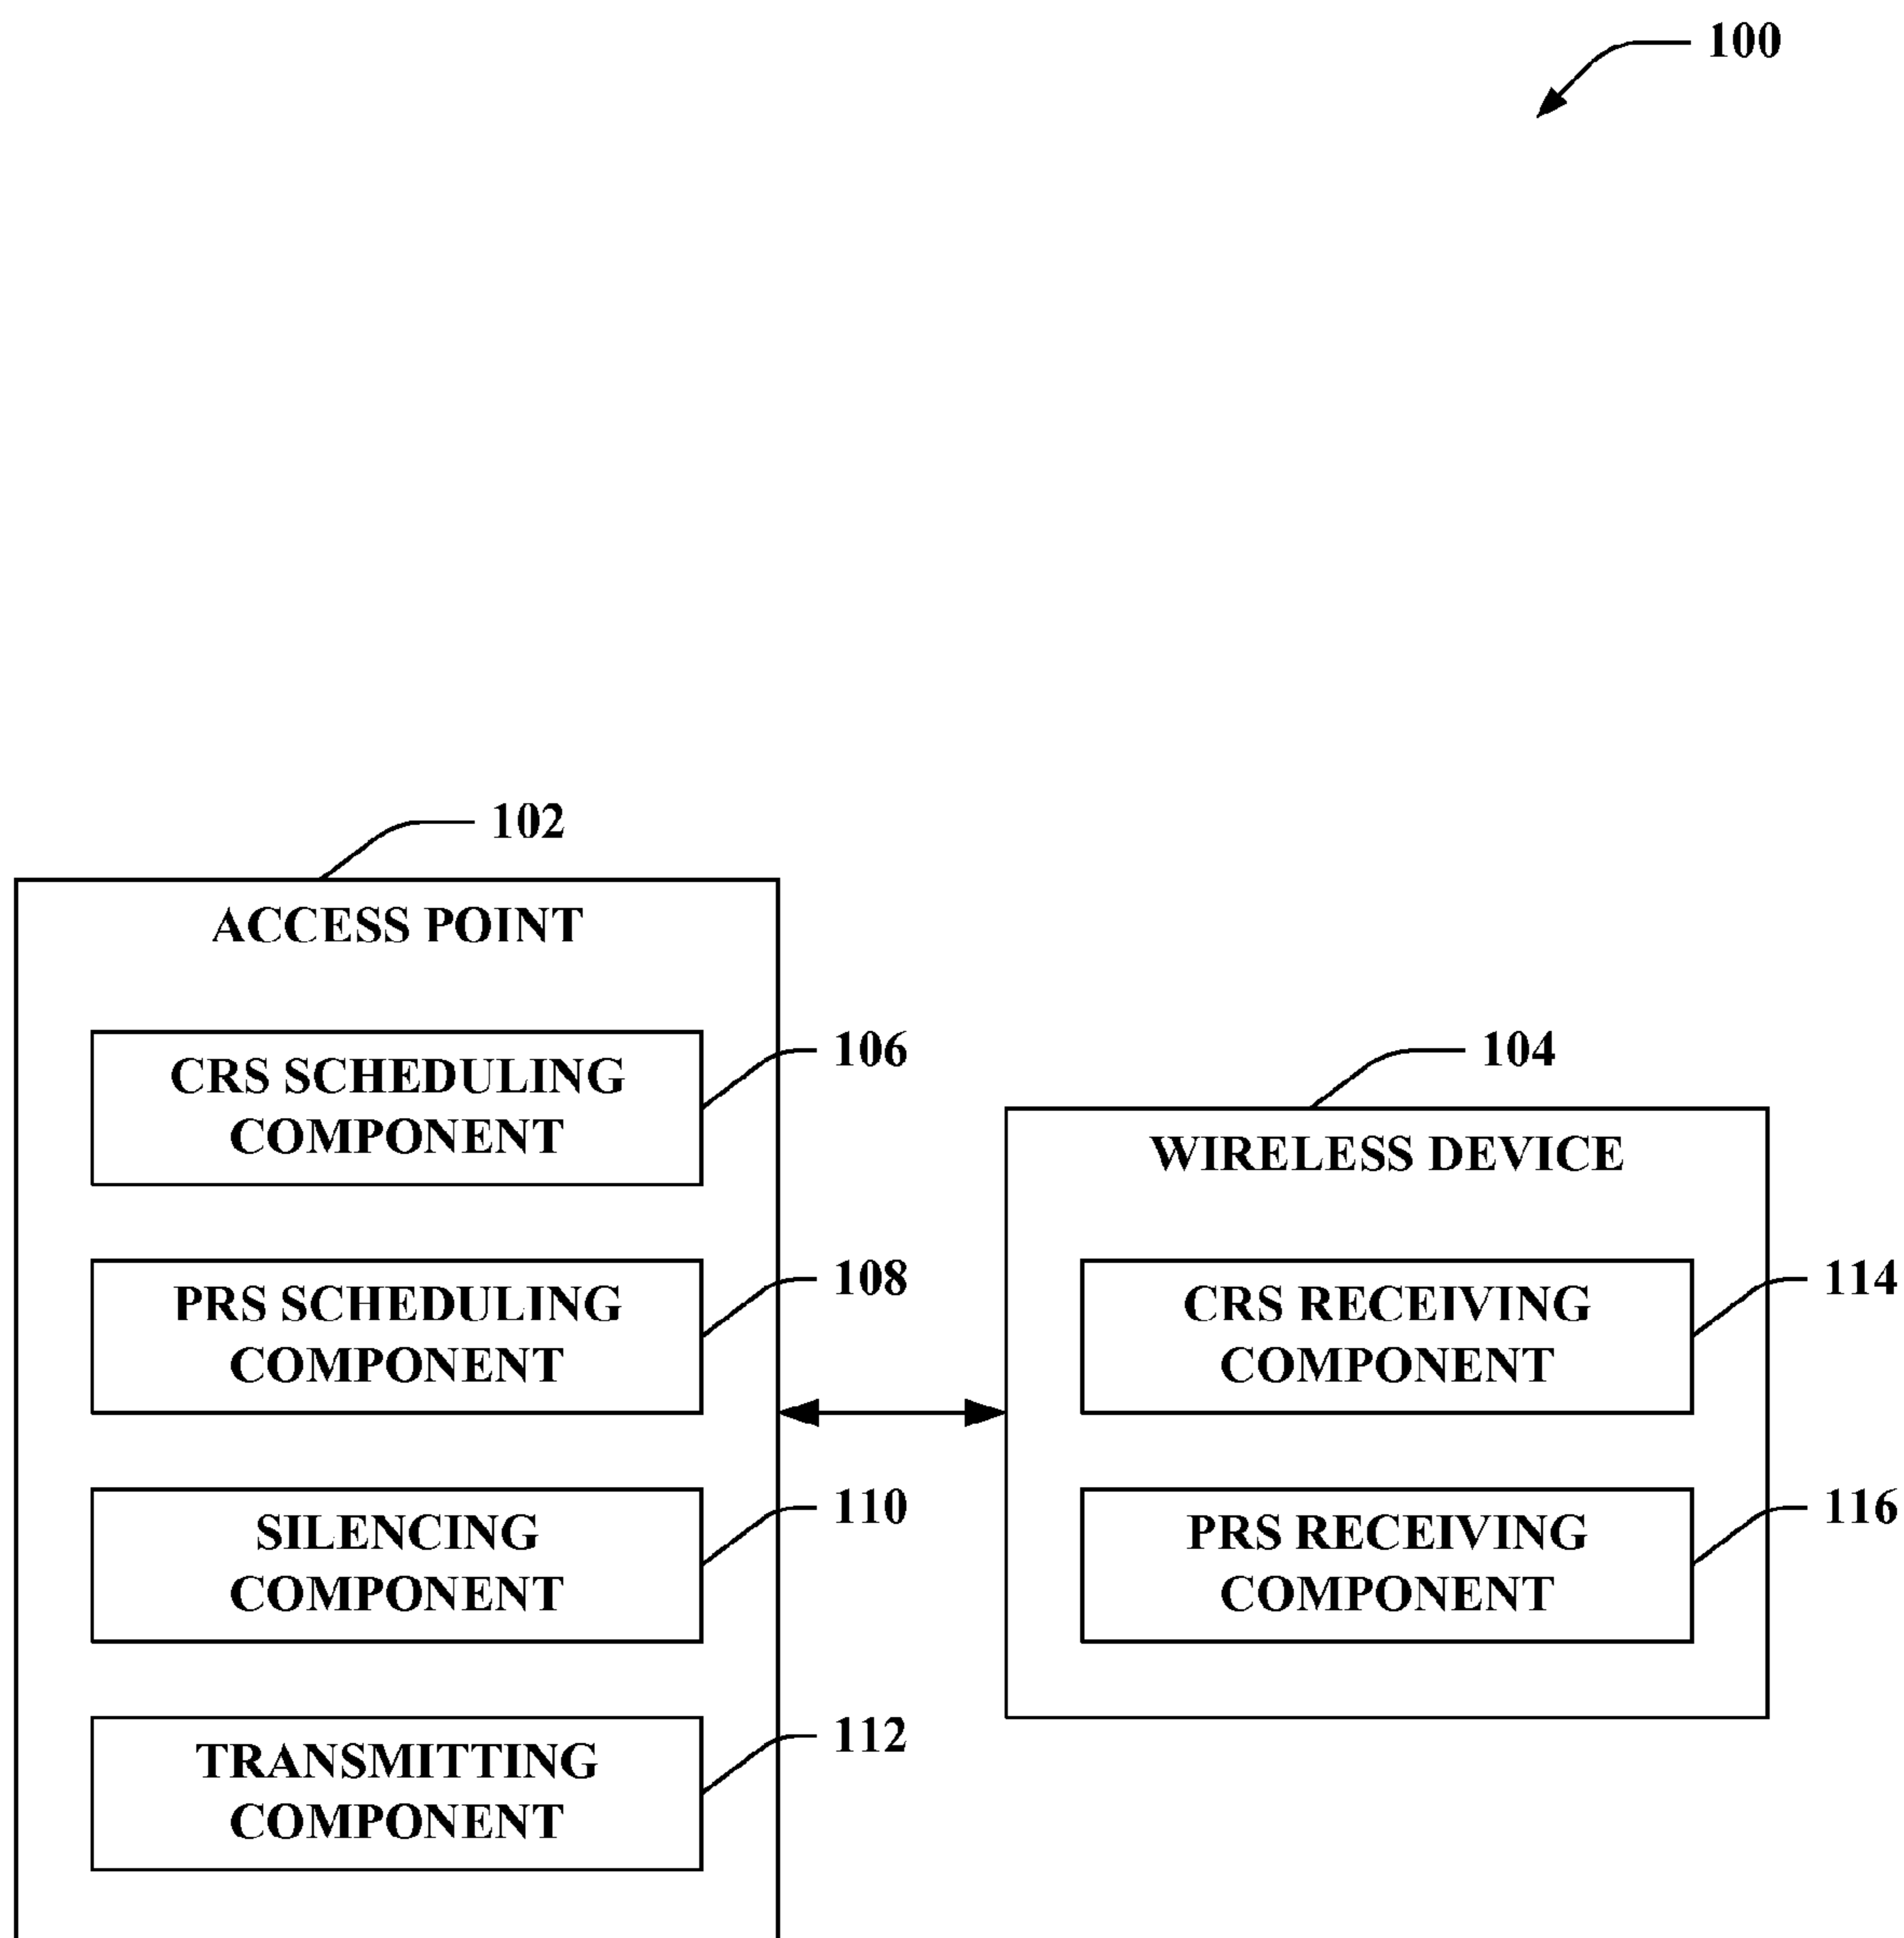 100
102
ACCESS POINT
CRS SCHEDULING
COMPONENT
106
PRS SCHEDULING
COMPONENT
108
SILENCING
COMPONENT
110
TRANSMITTING
COMPONENT
112
104
WIRELESS DEVICE
CRS RECEIVING
COMPONENT
114
PRS RECEIVING
COMPONENT
116